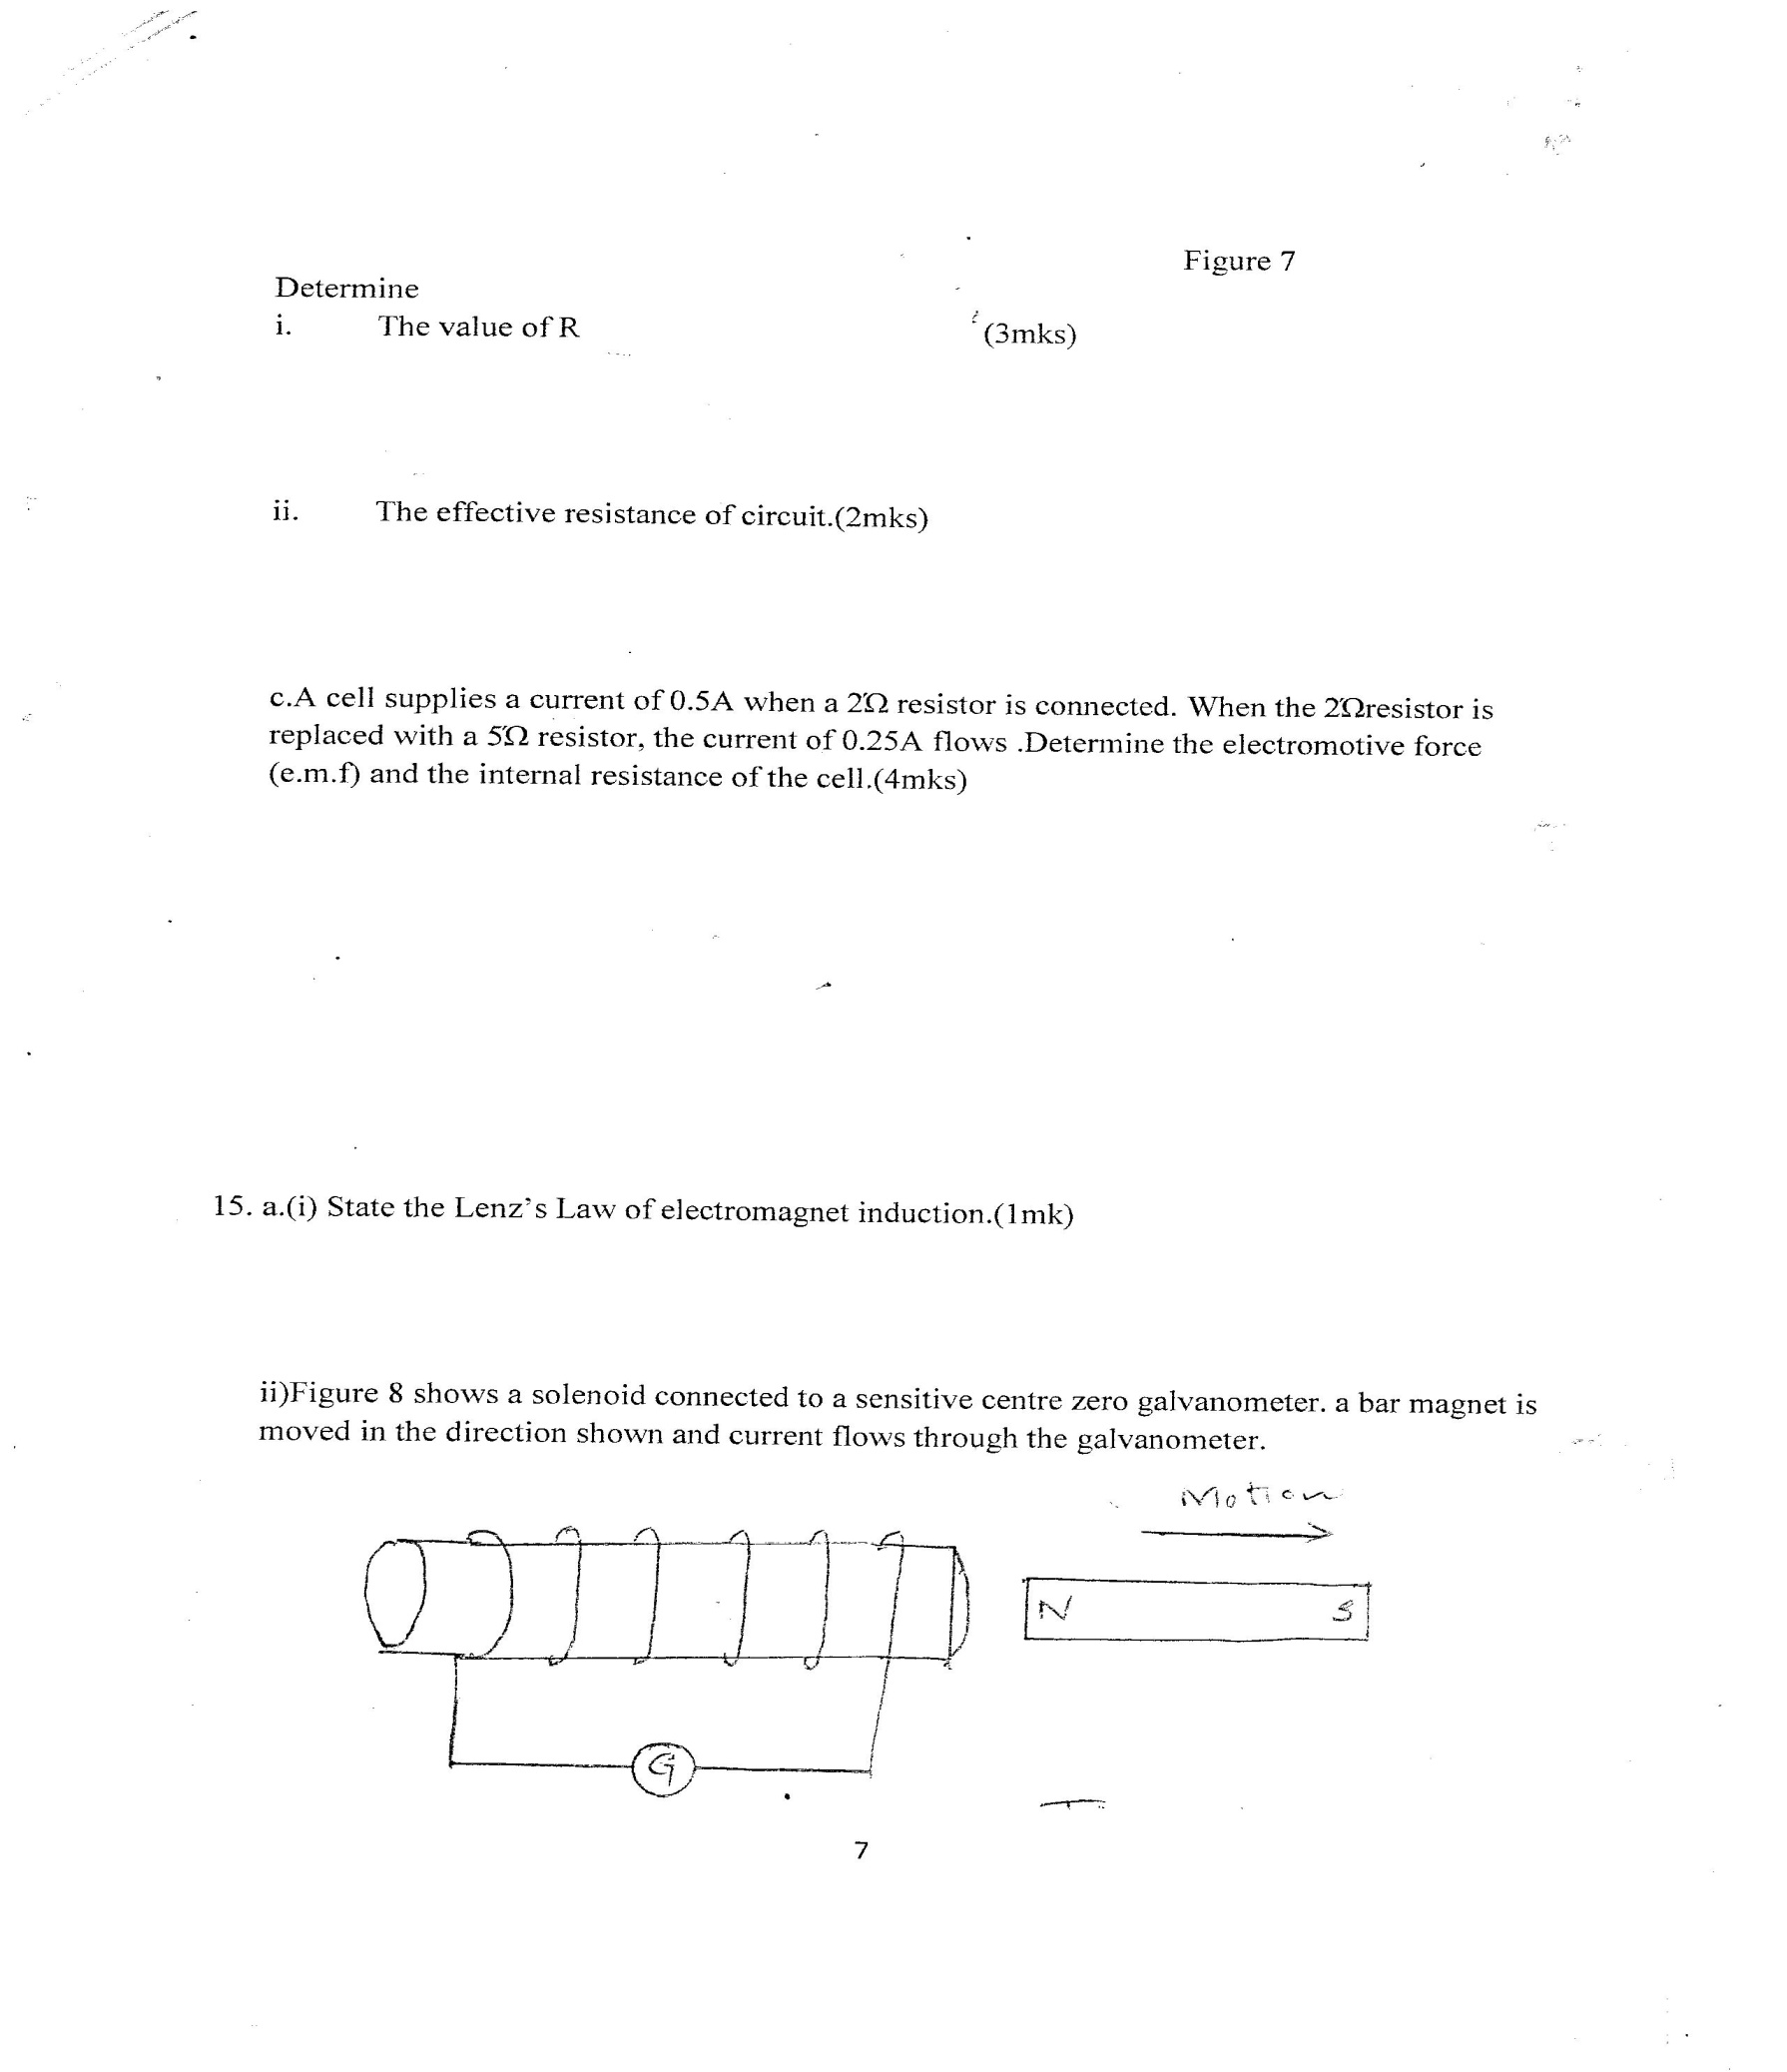 Figure 7
Determine
i. The value of R (3mks)
ii. The effective resistance of circuit.(2mks)
c.A cell supplies a current of 0.5A when a 2Ω resistor is connected. When the 2Ωresistor is
replaced with a 5Ω resistor, the current of 0.25A flows .Determine the electromotive force
(e.m.f) and the internal resistance of the cell.(4mks)
15. a.(i) State the Lenz's Law of electromagnet induction.(1mk)
ii)Figure 8 shows a solenoid connected to a sensitive centre zero galvanometer. a bar magnet is
moved in the direction shown and current flows through the galvanometer.
Motion
N S
G
7